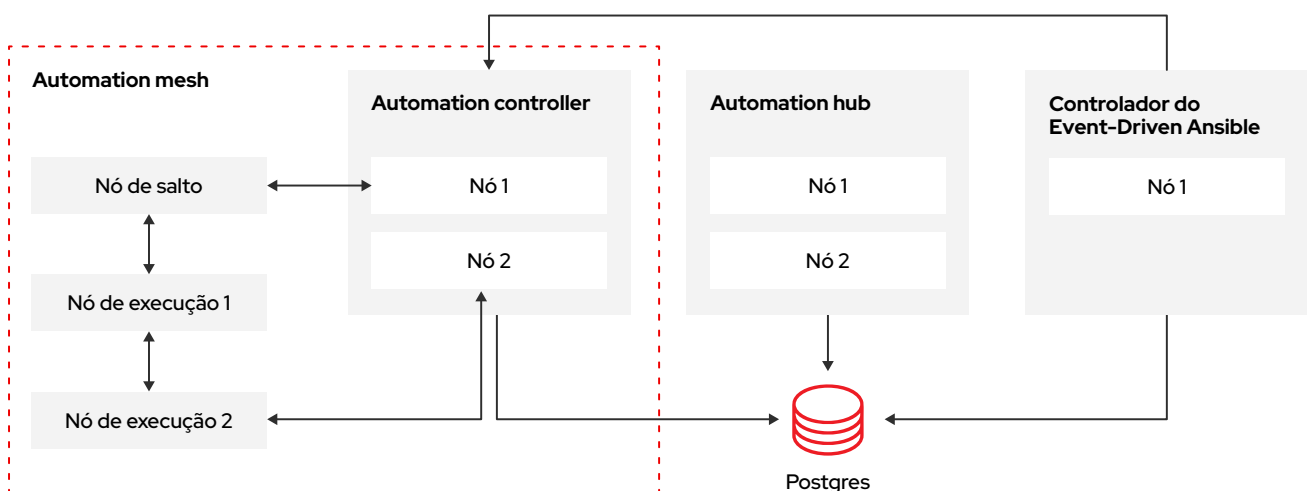 Automation mesh
Nó de salto
Nó de execução 1
Nó de execução 2
Automation controller
Nó 1
Nó 2
Automation hub
Nó 1
Nó 2
Controlador do
Event-Driven Ansible
Nó 1
Postgres